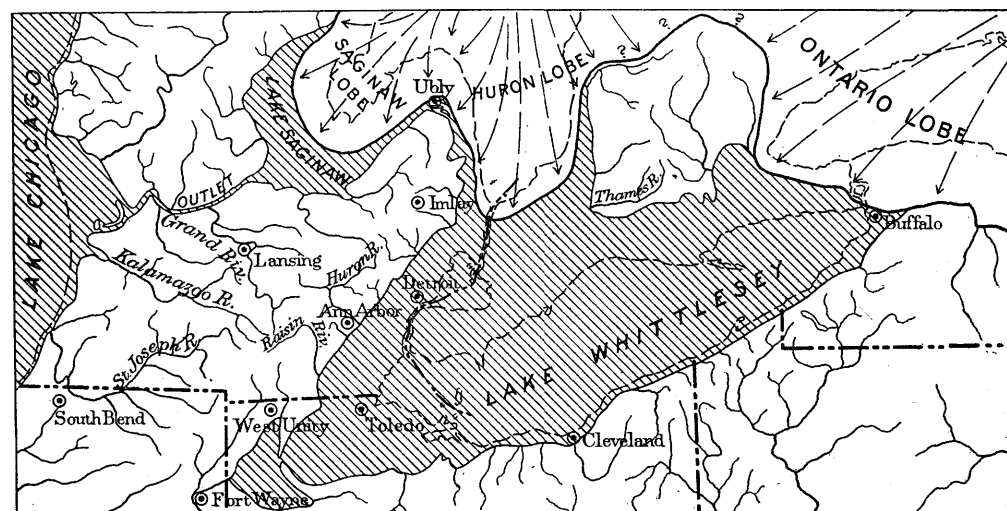 SAGINAW LOBE
HURON LOBE
ONTARIO LOBE
Ubly
LAKE CHICAGO
LAKE SAGINAW
OUTLET
Imlay
Thames R.
Buffalo
Grand Riv.
Lansing
Huron R.
Kalamazoo R.
Detroit
Ann Arbor
LAKE WHITTLESEY
St. Joseph R.
Raisin Riv.
South Bend
West Unity
Toledo
Cleveland
Fort Wayne
? ? ?